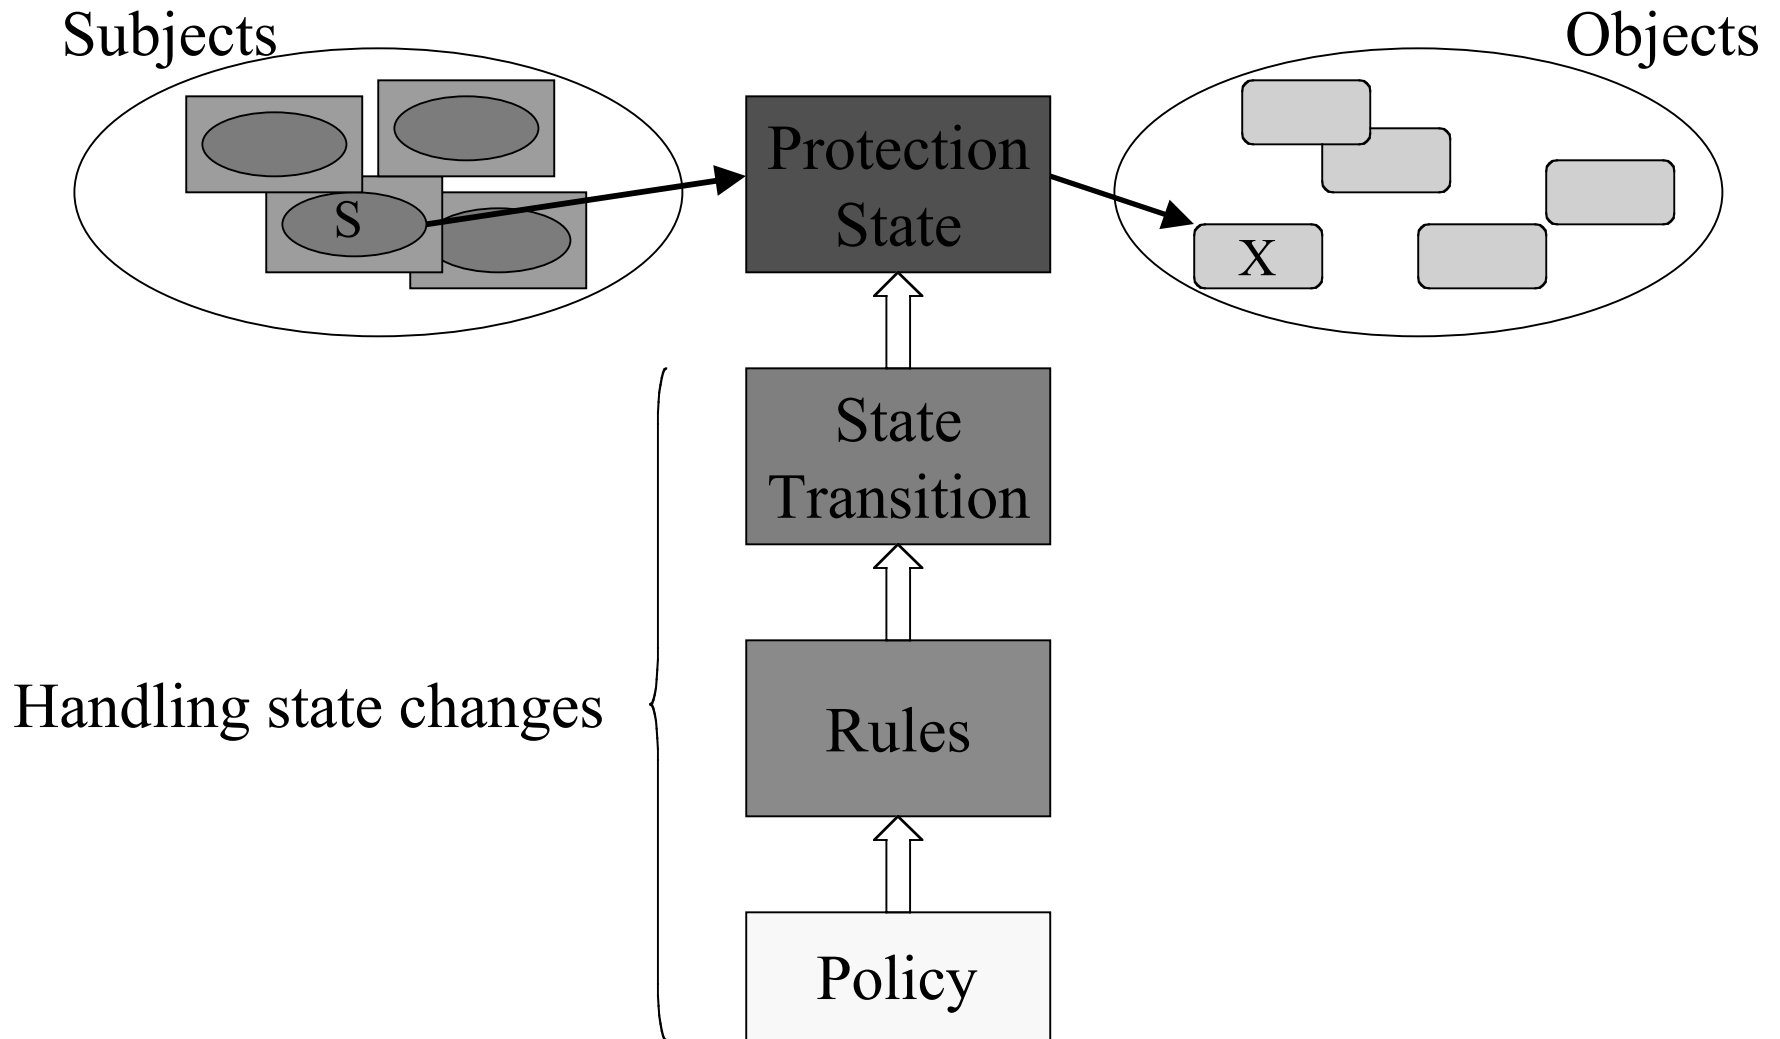 Subjects
Objects
Protection
State
S
X
State
Transition
Handling state changes
Rules
Policy